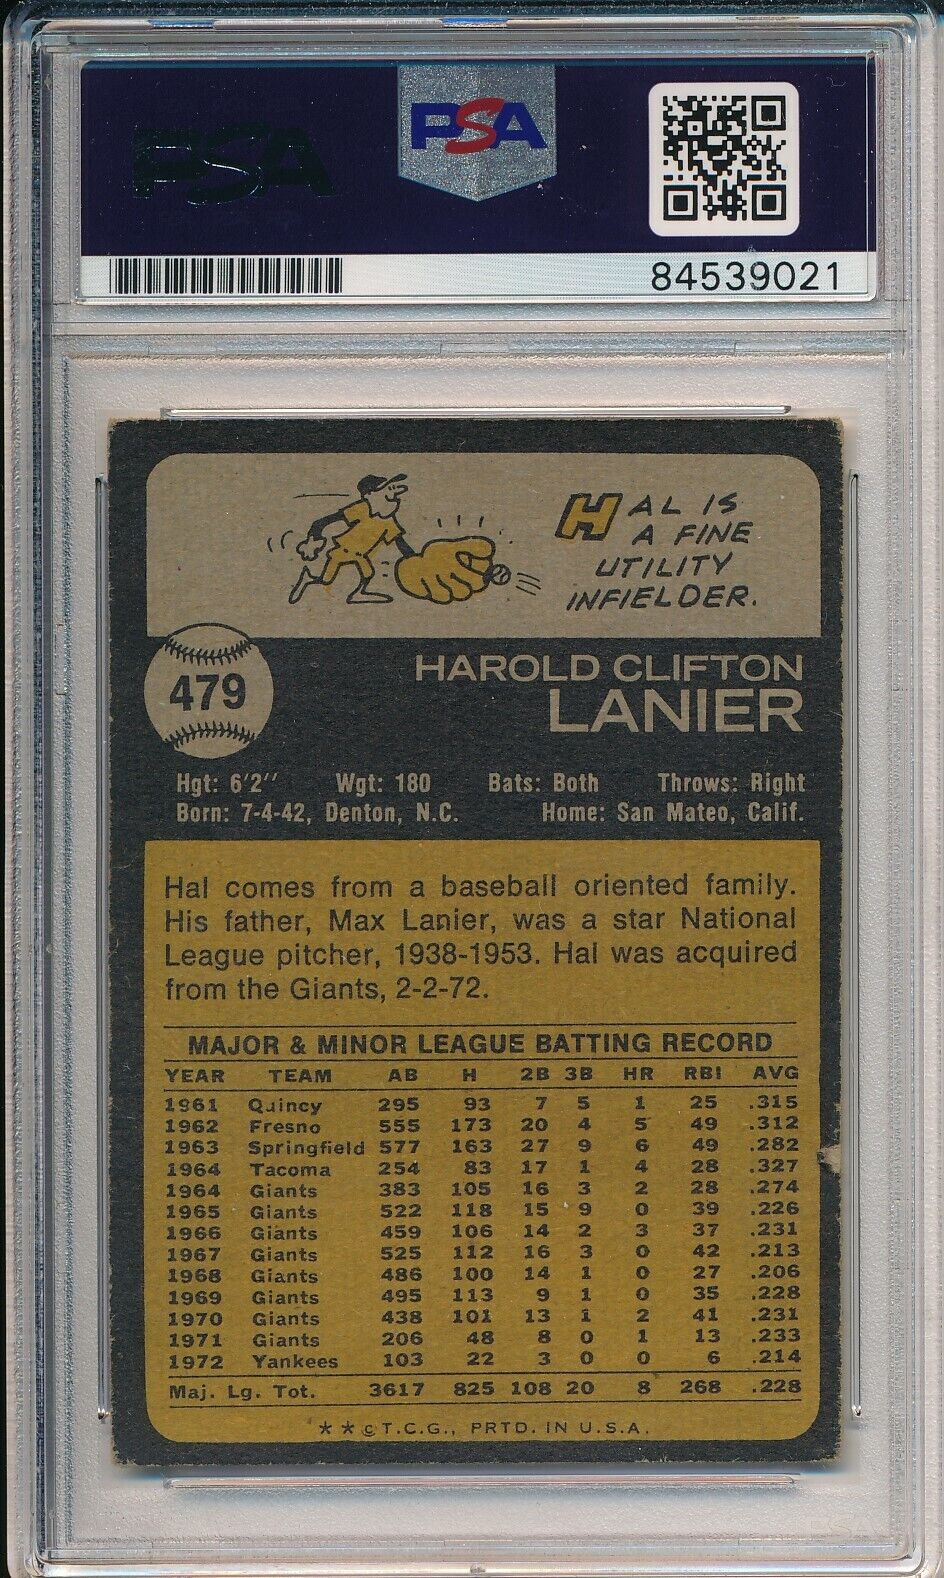 PSA
PSA
84539021
HAL IS
A FINE
UTILITY
INFIELDER.
479
HAROLD CLIFTON
LANIER
Hgt: 6'2" Wgt: 180 Bats: Both Throws: Right
Born: 7-4-42, Denton, N.C. Home: San Mateo, Calif.
Hal comes from a baseball oriented family.
His father, Max Lanier, was a star National
League pitcher, 1938-1953. Hal was acquired
from the Giants, 2-2-72.
MAJOR & MINOR LEAGUE BATTING RECORD
YEAR TEAM AB H 2B 3B HR RBI AVG
1961 Quincy 295 93 7 5 1 25 .315
1962 Fresno 555 173 20 4 5 49 .312
1963 Springfield 577 163 27 9 6 49 .282
1964 Tacoma 254 83 17 1 4 28 .327
1964 Giants 383 105 16 3 2 28 .274
1965 Giants 522 118 15 9 0 39 .226
1966 Giants 459 106 14 2 3 37 .231
1967 Giants 525 112 16 3 0 42 .213
1968 Giants 486 100 14 1 0 27 .206
1969 Giants 495 113 9 1 0 35 .228
1970 Giants 438 101 13 1 2 41 .231
1971 Giants 206 48 8 0 1 13 .233
1972 Yankees 103 22 3 0 0 6 .214
Maj. Lg. Tot. 3617 825 108 20 8 268 .228
**©T.C.G., PRTD. IN U.S.A.